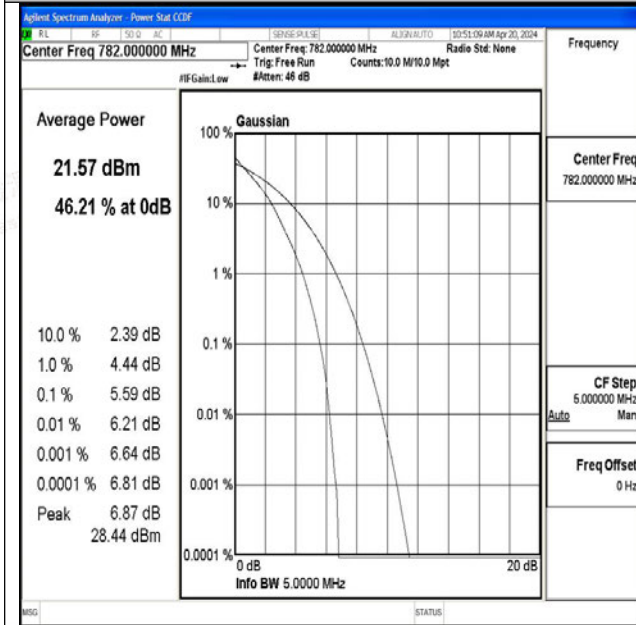 Agilent Spectrum Analyzer - Power Stat CCDF
RL RF 50 Ω AC SENSE:PULSE ALIGNAUTO 10:51:09 AM Apr 20, 2024
Center Freq 782.000000 MHz
Center Freq: 782.000000 MHz Radio Std: None
Trig: Free Run Counts:10.0 M/10.0 Mpt
#IFGain:Low #Atten: 46 dB
Frequency
Average Power
21.57 dBm
46.21 % at 0dB
10.0 % 2.39 dB
1.0 % 4.44 dB
0.1 % 5.59 dB
0.01 % 6.21 dB
0.001 % 6.64 dB
0.0001 % 6.81 dB
Peak 6.87 dB
28.44 dBm
Gaussian
100 %
10 %
1 %
0.1 %
0.01 %
0.001 %
0.0001 %
0 dB 20 dB
Info BW 5.0000 MHz
Center Freq
782.000000 MHz
CF Step
5.000000 MHz
Auto Man
Freq Offset
0 Hz
MSG STATUS